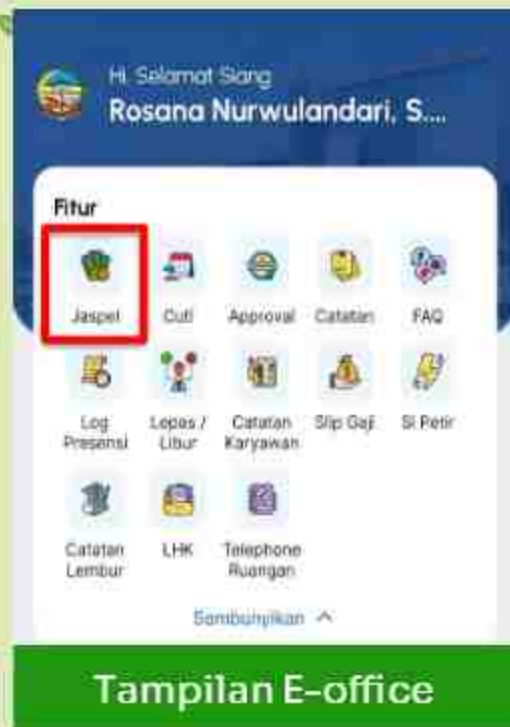 Hi, Selamat Siang
Rosana Nurwulandari, S....
Fitur
Jaspel Cuti Approval Catatan FAQ
Log Presensi Lepas / Libur Catatan Karyawan Slip Gaji Si Petir
Catatan Lembur LHK Telephone Ruangan
Sembunyikan
Tampilan E-office